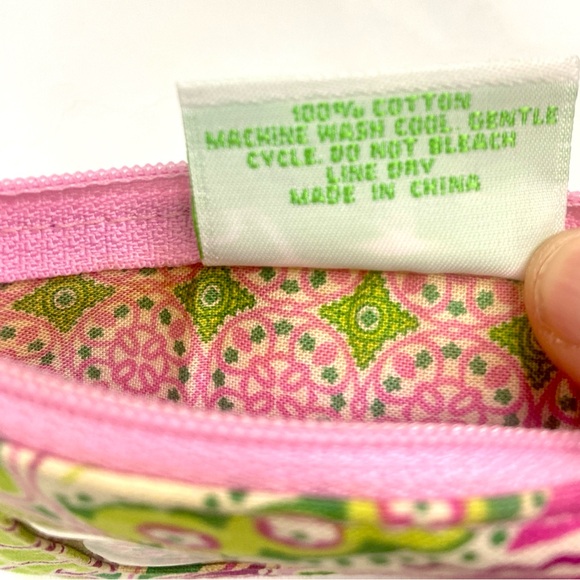 100% COTTON
MACHINE WASH COOL. GENTLE
CYCLE. DO NOT BLEACH
LINE DRY
MADE IN CHINA